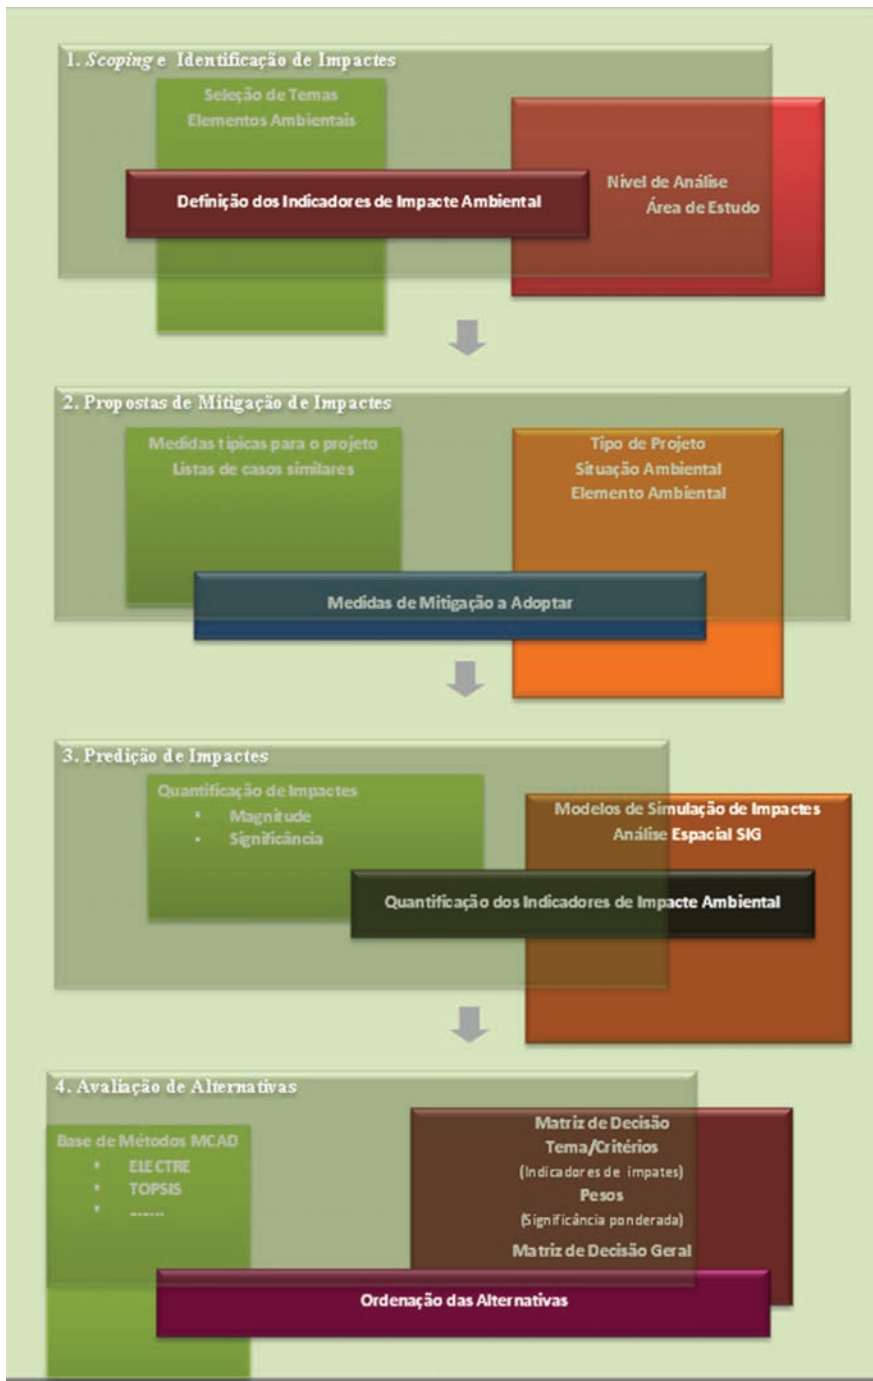 1. Scoping e Identificação de Impactes
Seleção de Temas
Elementos Ambientais
Nível de Análise
Área de Estudo
Definição dos Indicadores de Impacte Ambiental
2. Propostas de Mitigação de Impactes
Medidas típicas para o projeto
Listas de casos similares
Tipo de Projeto
Situação Ambiental
Elemento Ambiental
Medidas de Mitigação a Adoptar
3. Predição de Impactes
Quantificação de Impactes
▪ Magnitude
▪ Significância
Modelos de Simulação de Impactes
Análise Espacial SIG
Quantificação dos Indicadores de Impacte Ambiental
4. Avaliação de Alternativas
Base de Métodos MCAD
• ELECTRE
• TOPSIS
• .......
Matriz de Decisão
Tema/Critérios
(Indicadores de impates)
Pesos
(Significância ponderada)
Matriz de Decisão Geral
Ordenação das Alternativas